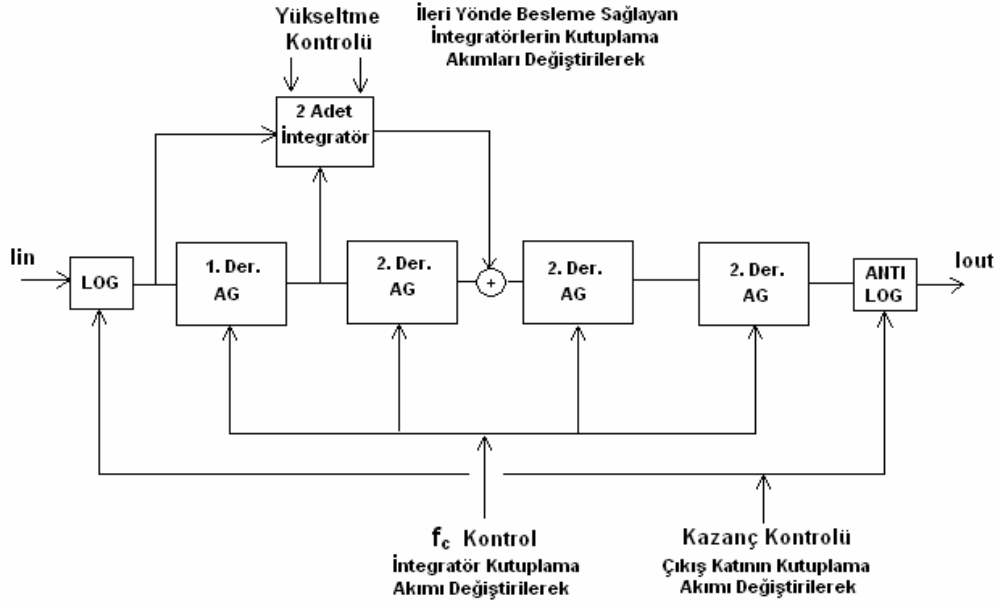 Yükseltme
Kontrolü
İleri Yönde Besleme Sağlayan
İntegratörlerin Kutuplama
Akımları Değiştirilerek
2 Adet
İntegratör
Iin
LOG
1. Der.
AG
2. Der.
AG
+
2. Der.
AG
2. Der.
AG
ANTI
LOG
Iout
fc Kontrol
İntegratör Kutuplama
Akımı Değiştirilerek
Kazanç Kontrolü
Çıkış Katının Kutuplama
Akımı Değiştirilerek